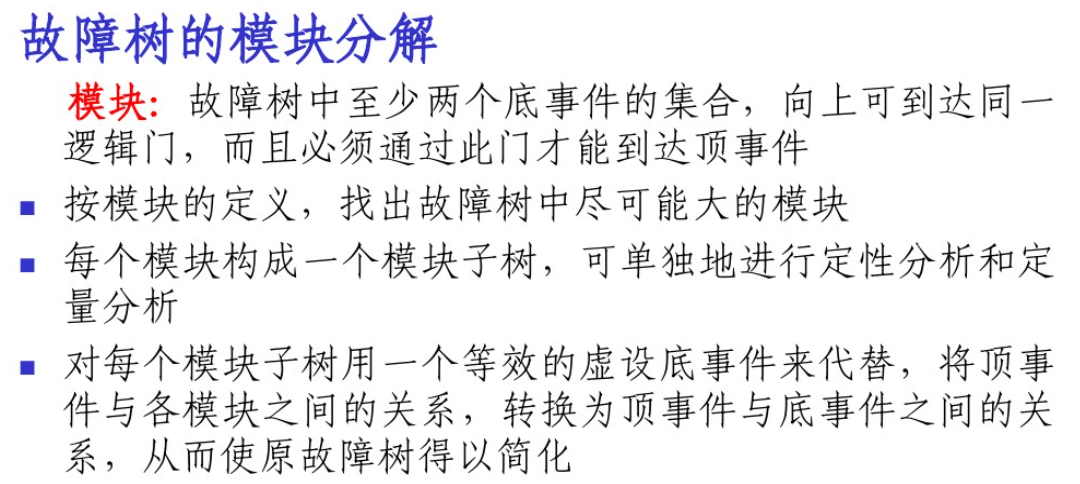 故障树的模块分解
模块：故障树中至少两个底事件的集合，向上可到达同一
逻辑门，而且必须通过此门才能到达顶事件
■ 按模块的定义，找出故障树中尽可能大的模块
■ 每个模块构成一个模块子树，可单独地进行定性分析和定
量分析
■ 对每个模块子树用一个等效的虚设底事件来代替，将顶事
件与各模块之间的关系，转换为顶事件与底事件之间的关
系，从而使原故障树得以简化